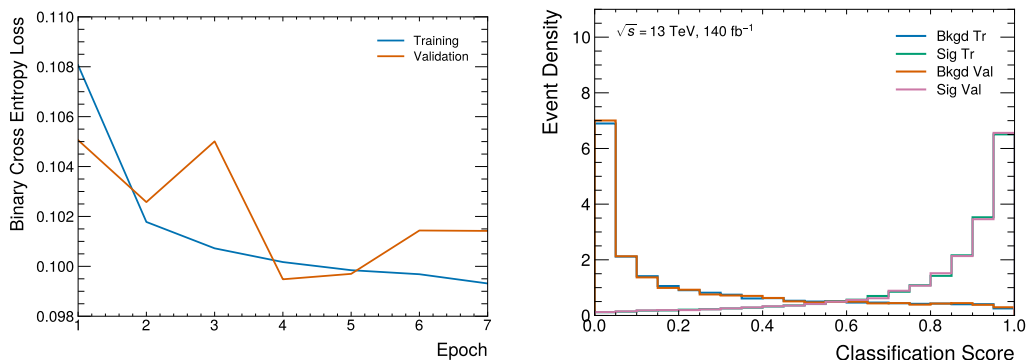 Binary Cross Entropy Loss
0.110
0.108
0.106
0.104
0.102
0.100
0.098
1 2 3 4 5 6 7
Epoch
Training
Validation
Event Density
10
8
6
4
2
0
0.0 0.2 0.4 0.6 0.8 1.0
Classification Score
√s = 13 TeV, 140 fb⁻¹
Bkgd Tr
Sig Tr
Bkgd Val
Sig Val